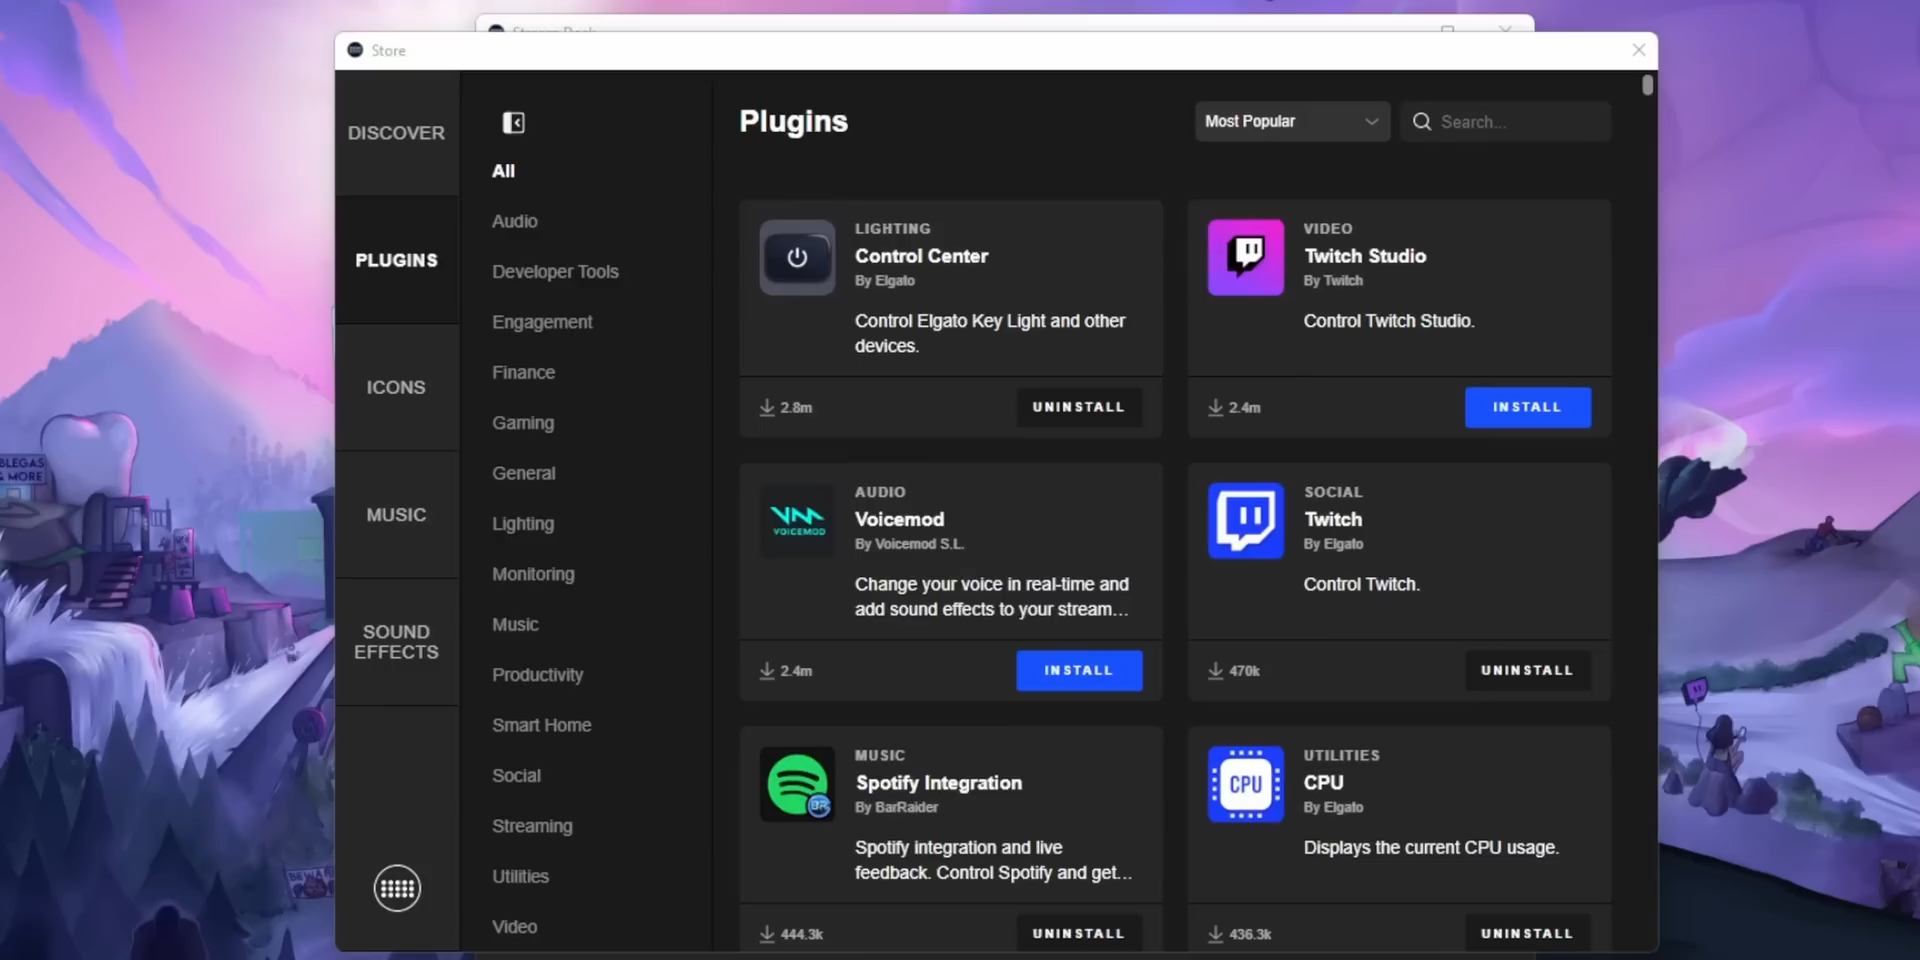 Store
DISCOVER
PLUGINS
ICONS
MUSIC
SOUND
EFFECTS
All
Audio
Developer Tools
Engagement
Finance
Gaming
General
Lighting
Monitoring
Music
Productivity
Smart Home
Social
Streaming
Utilities
Video
Plugins
Most Popular
Search...
LIGHTING
Control Center
By Elgato
Control Elgato Key Light and other
devices.
2.8m
UNINSTALL
VIDEO
Twitch Studio
By Twitch
Control Twitch Studio.
2.4m
INSTALL
VOICEMOD
AUDIO
Voicemod
By Voicemod S.L.
Change your voice in real-time and
add sound effects to your stream...
2.4m
INSTALL
SOCIAL
Twitch
By Elgato
Control Twitch.
470k
UNINSTALL
BR
MUSIC
Spotify Integration
By BarRaider
Spotify integration and live
feedback. Control Spotify and get...
444.3k
UNINSTALL
CPU
UTILITIES
CPU
By Elgato
Displays the current CPU usage.
436.3k
UNINSTALL
BLEGAS
& MORE